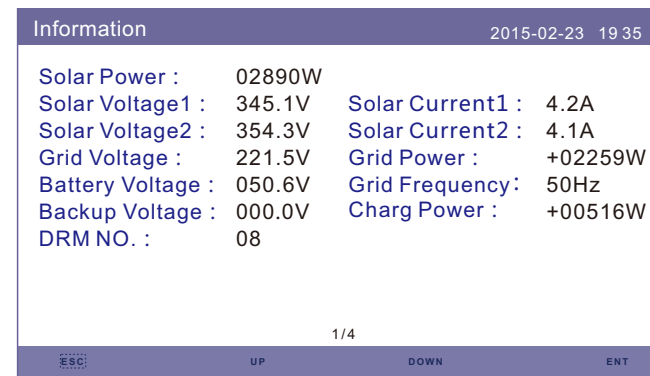 Information 2015-02-23 19 35
Solar Power : 02890W
Solar Voltage1 : 345.1V Solar Current1 : 4.2A
Solar Voltage2 : 354.3V Solar Current2 : 4.1A
Grid Voltage : 221.5V Grid Power : +02259W
Battery Voltage : 050.6V Grid Frequency: 50Hz
Backup Voltage : 000.0V Charg Power : +00516W
DRM NO. : 08
1/4
ESC UP DOWN ENT